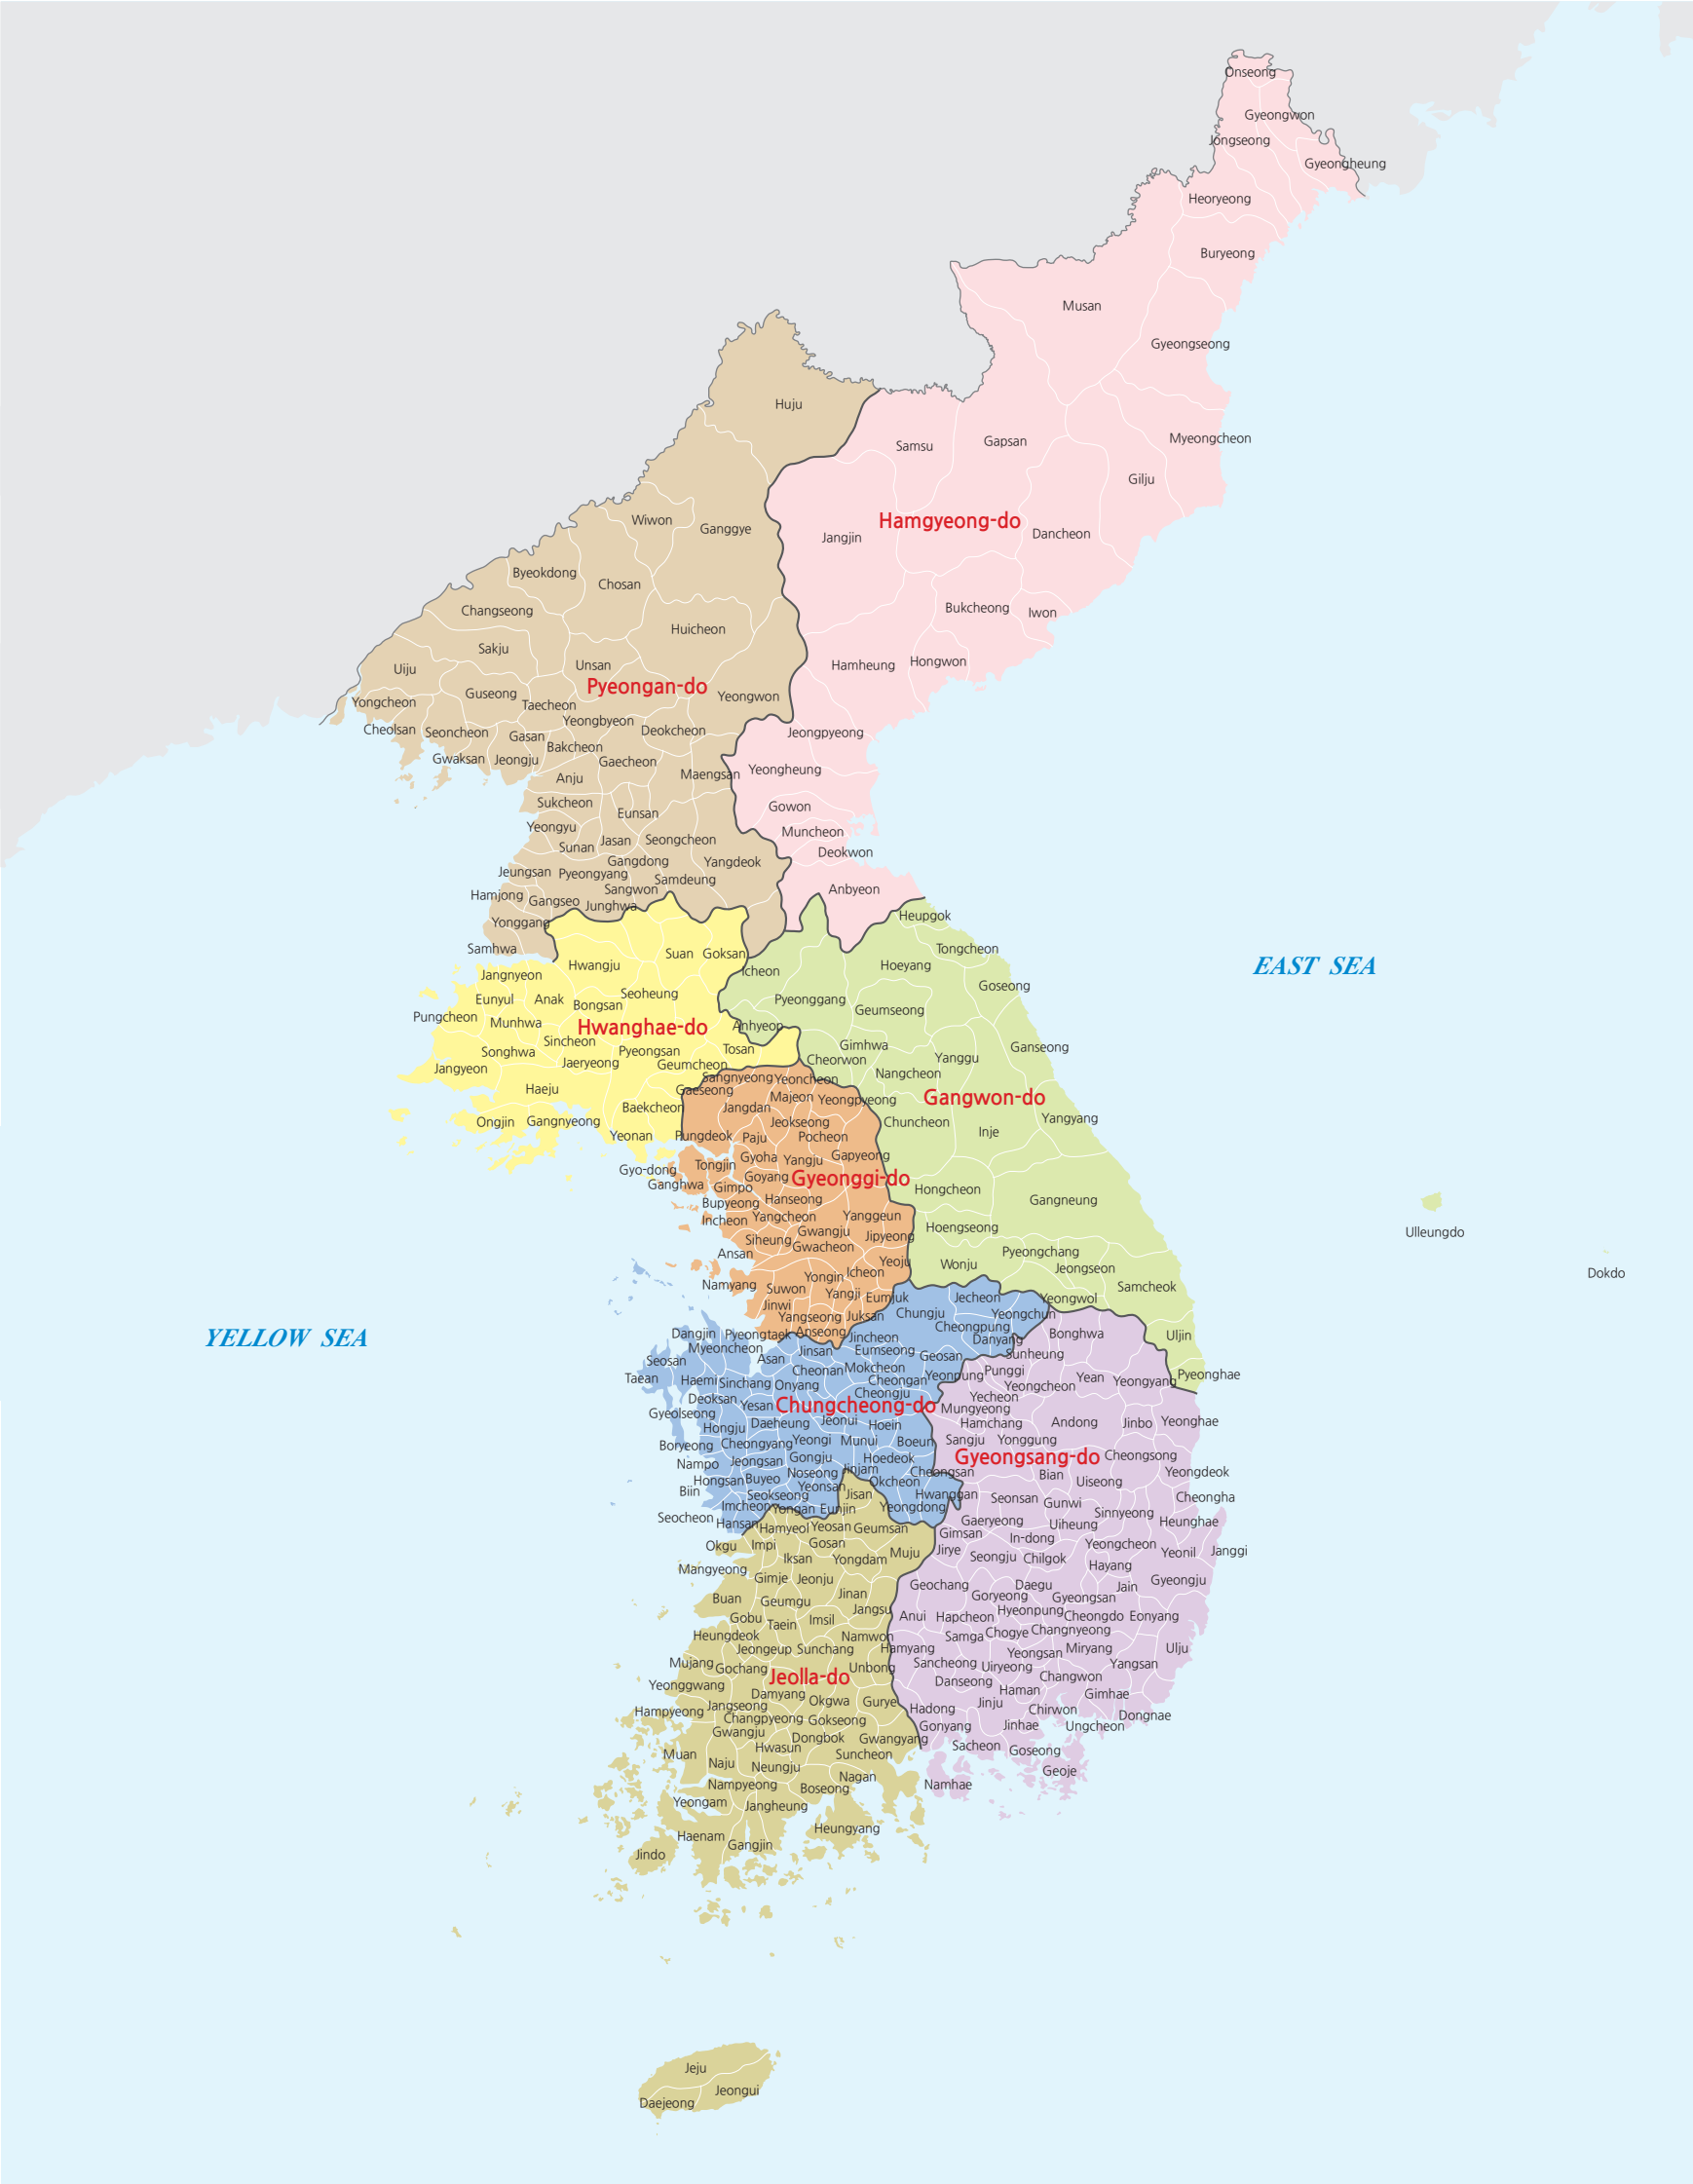 Onseong
Gyeongwon
Jongseong
Gyeongheung
Heoryeong
Buryeong
Musan
Gyeongseong
Huju
Samsu
Gapsan
Myeongcheon
Gilju
Wiwon
Ganggye
Hamgyeong-do
Jangjin
Dancheon
Byeokdong
Chosan
Changseong
Bukcheong
Iwon
Huicheon
Sakju
Uiju
Unsan
Hamheung
Hongwon
Pyeongan-do
Guseong
Yeongwon
Yongcheon
Taecheon
Yeongbyeon
Cheolsan
Seoncheon
Gasan
Deokcheon
Jeongpyeong
Bakcheon
Gwaksan
Jeongju
Gaecheon
Anju
Maengsan
Yeongheung
Sukcheon
Eunsan
Gowon
Yeongyu
Muncheon
Sunan
Jasan
Seongcheon
Deokwon
Gangdong
Yangdeok
Jeungsan
Pyeongyang
Samdeung
Sangwon
Anbyeon
Hamjong
Gangseo
Junghwa
Yonggang
Heupgok
Samhwa
Suan
Goksan
Tongcheon
Hwangju
Hoeyang
EAST SEA
Jangnyeon
Icheon
Goseong
Eunyul
Anak
Seoheung
Bongsan
Pyeonggang
Geumseong
Pungcheon
Munhwa
Hwanghae-do
Anhyeon
Sincheon
Gimhwa
Ganseong
Songhwa
Pyeongsan
Tosan
Cheorwon
Yanggu
Jangyeon
Jaeryeong
Geumcheon
Nangcheon
Sangnyeong
Yeoncheon
Haeju
Gaeseong
Majeon
Yeongpyeong
Gangwon-do
Baekcheon
Jangdan
Ongjin
Gangnyeong
Jeokseong
Chuncheon
Yangyang
Yeonan
Pungdeok
Paju
Pocheon
Inje
Gyoha
Yangju
Gapyeong
Gyo-dong
Tongjin
Goyang
Gyeonggi-do
Ganghwa
Gimpo
Hongcheon
Bupyeong
Hanseong
Gangneung
Incheon
Yangcheon
Yanggeun
Hoengseong
Ulleungdo
Siheung
Gwangju
Jipyeong
Ansan
Gwacheon
Pyeongchang
Yeoju
Wonju
Jeongseon
Dokdo
Namyang
Suwon
Yongin
Icheon
Samcheok
Yangji
Eumjuk
Jecheon
Yeongwol
Jinwi
Yangseong
Juksan
Chungju
Yeongchun
YELLOW SEA
Dangjin
Pyeongtaek
Anseong
Jincheon
Cheongpung
Danyang
Bonghwa
Uljin
Myeoncheon
Asan
Jinsan
Eumseong
Geosan
Sunheung
Seosan
Cheonan
Mokcheon
Yeonpung
Punggi
Pyeonghae
Taean
Haemi
Sinchang
Onyang
Cheongan
Yeongcheon
Yean
Yeongyang
Deoksan
Yesan
Cheongju
Yecheon
Gyeolseong
Chungcheong-do
Mungyeong
Hongju
Daeheung
Jeonui
Hoein
Hamchang
Andong
Jinbo
Yeonghae
Boryeong
Cheongyang
Yeongi
Munui
Boeun
Sangju
Yonggung
Nampo
Jeongsan
Gongju
Hoedeok
Gyeongsang-do
Cheongsong
Hongsan
Buyeo
Noseong
Jinjam
Cheongsan
Bian
Yeongdeok
Biin
Seokseong
Yeonsan
Okcheon
Uiseong
Imcheon
Jisan
Hwanggan
Seonsan
Gunwi
Cheongha
Seocheon
Yongan
Eunjin
Yeongdong
Sinnyeong
Hansan
Hamyeol
Yeosan
Geumsan
Gaeryeong
Uiheung
Heunghae
Okgu
Impi
Gosan
Gimsan
In-dong
Yeongcheon
Iksan
Yongdam
Muju
Jirye
Seongju
Chilgok
Yeonil
Janggi
Mangyeong
Hayang
Gimje
Jeonju
Geochang
Daegu
Jain
Gyeongju
Buan
Geumgu
Jinan
Goryeong
Gyeongsan
Gobu
Taein
Imsil
Jangsu
Anui
Hapcheon
Hyeonpung
Cheongdo
Eonyang
Heungdeok
Namwon
Samga
Chogye
Changnyeong
Jeongeup
Sunchang
Hamyang
Yeongsan
Miryang
Ulju
Mujang
Gochang
Unbong
Sancheong
Uiryeong
Yangsan
Yeonggwang
Jeolla-do
Danseong
Changwon
Damyang
Okgwa
Gurye
Haman
Gimhae
Hampyeong
Jangseong
Hadong
Jinju
Chirwon
Dongnae
Changpyeong
Gokseong
Gonyang
Jinhae
Ungcheon
Gwangju
Dongbok
Gwangyang
Muan
Hwasun
Suncheon
Sacheon
Goseong
Naju
Neungju
Geoje
Nampyeong
Nagan
Boseong
Namhae
Yeongam
Jangheung
Haenam
Gangjin
Heungyang
Jindo
Jeju
Jeongui
Daejeong